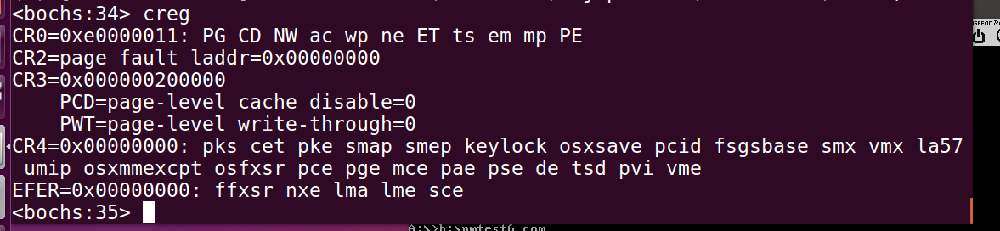 <bochs:34> creg
CR0=0xe0000011: PG CD NW ac wp ne ET ts em mp PE
CR2=page fault laddr=0x00000000
CR3=0x000000200000
    PCD=page-level cache disable=0
    PWT=page-level write-through=0
CR4=0x00000000: pks cet pke smap smep keylock osxsave pcid fsgsbase smx vmx la57
 umip osxmmexcpt osfxsr pce pge mce pae pse de tsd pvi vme
EFER=0x00000000: ffxsr nxe lma lme sce
<bochs:35>
A:\>b:\pmtest6.com